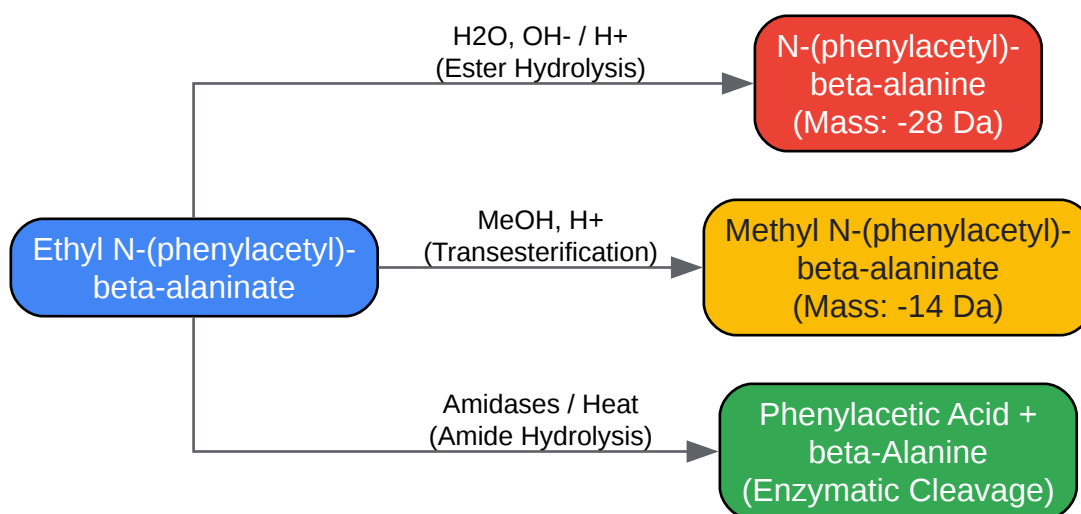 H2O, OH- / H+
(Ester Hydrolysis)
N-(phenylacetyl)-
beta-alanine
(Mass: -28 Da)
Ethyl N-(phenylacetyl)-
beta-alaninate
MeOH, H+
(Transesterification)
Methyl N-(phenylacetyl)-
beta-alaninate
(Mass: -14 Da)
Amidases / Heat
(Amide Hydrolysis)
Phenylacetic Acid +
beta-Alanine
(Enzymatic Cleavage)